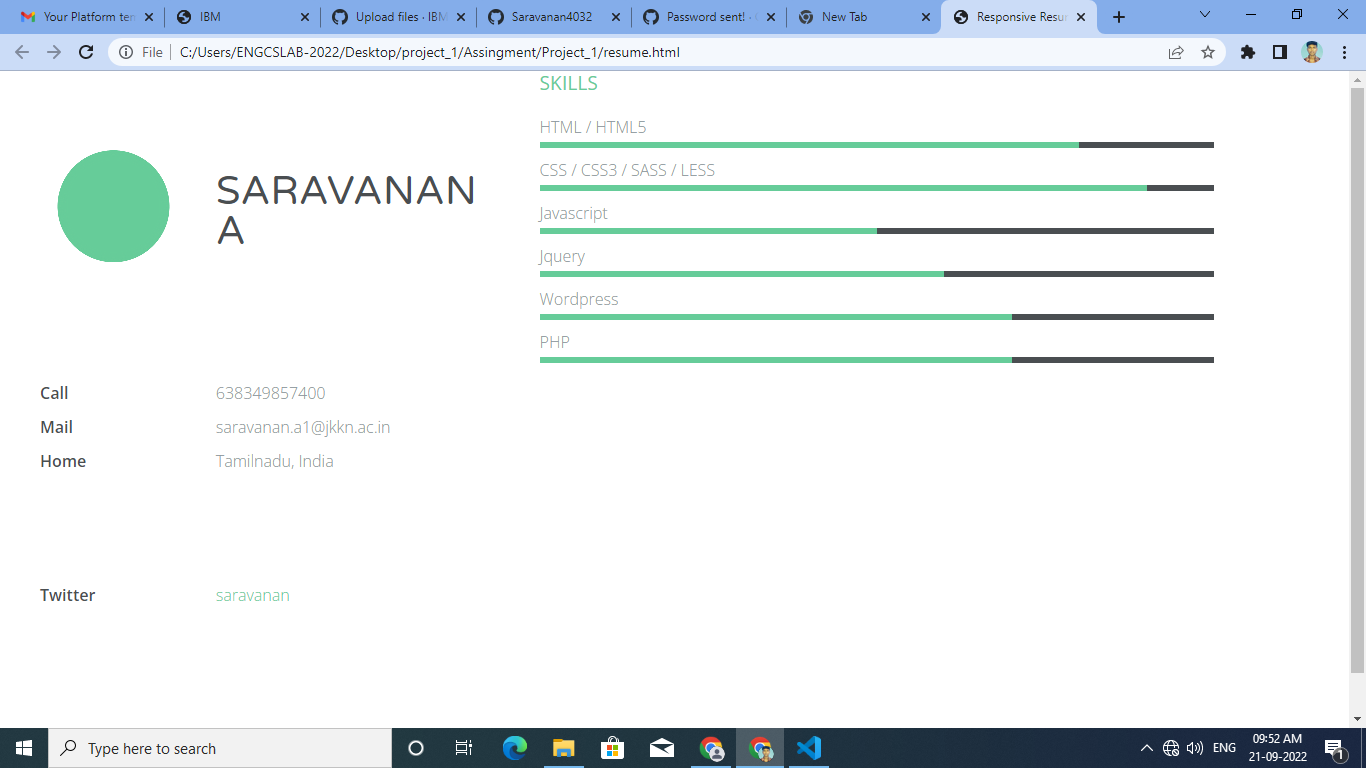 Your Platform ten
IBM
Upload files · IBM
Saravanan4032
Password sent! ·
New Tab
Responsive Resu
File
C:/Users/ENGCSLAB-2022/Desktop/project_1/Assingment/Project_1/resume.html
SARAVANAN
A
SKILLS
HTML / HTML5
CSS / CSS3 / SASS / LESS
Javascript
Jquery
Wordpress
PHP
Call 638349857400
Mail saravanan.a1@jkkn.ac.in
Home Tamilnadu, India
Twitter saravanan
Type here to search
ENG
09:52 AM
21-09-2022
1